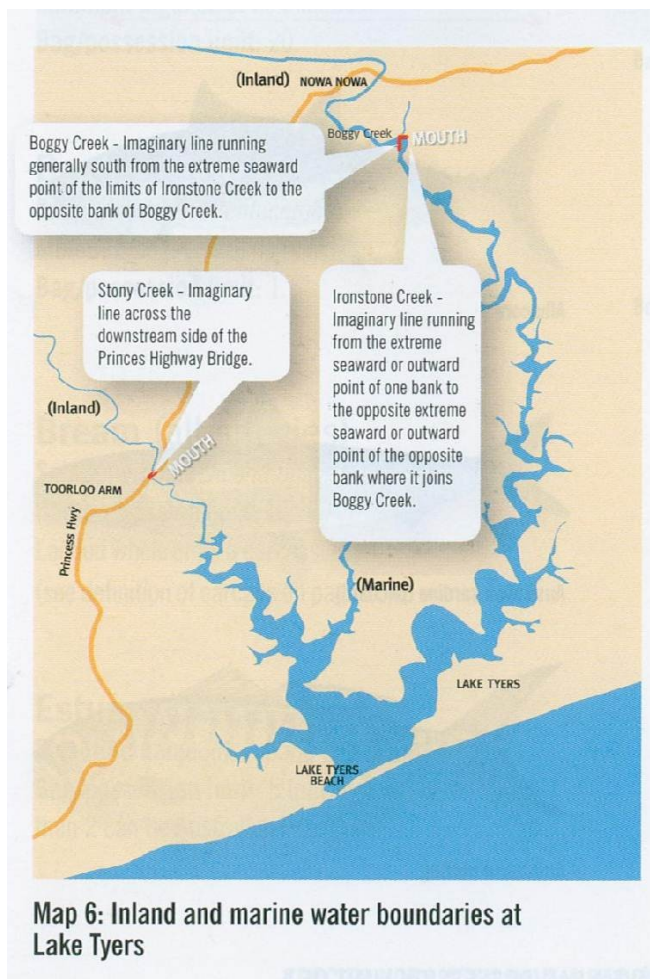 (Inland) NOWA NOWA
Boggy Creek
MOUTH
Boggy Creek - Imaginary line running
generally south from the extreme seaward
point of the limits of Ironstone Creek to the
opposite bank of Boggy Creek.
Stony Creek - Imaginary
line across the
downstream side of the
Princes Highway Bridge.
Ironstone Creek -
Imaginary line running
from the extreme
seaward or outward
point of one bank to
the opposite extreme
seaward or outward
point of the opposite
bank where it joins
Boggy Creek.
(Inland)
MOUTH
TOORLOO ARM
Princess Hwy
(Marine)
LAKE TYERS
LAKE TYERS
BEACH
Map 6: Inland and marine water boundaries at
Lake Tyers